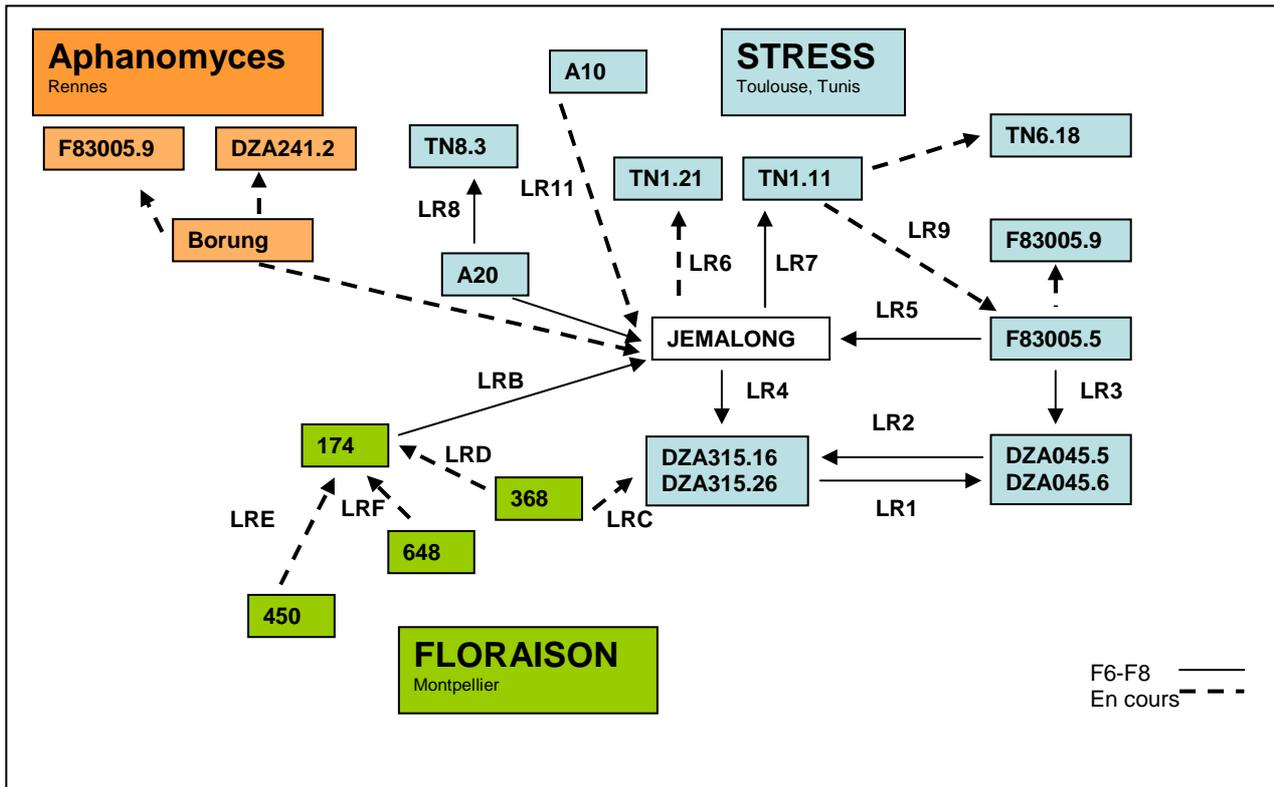 Aphanomyces
Rennes
STRESS
Toulouse, Tunis
A10
F83005.9
DZA241.2
TN8.3
TN6.18
TN1.21
TN1.11
LR11
LR8
Borung
LR9
F83005.9
A20
LR6
LR7
LR5
JEMALONG
F83005.5
LRB
LR4
LR3
LR2
174
LRD
DZA315.16
DZA315.26
DZA045.5
DZA045.6
368
LRE
LRF
LRC
LR1
648
450
FLORAISON
Montpellier
F6-F8
En cours